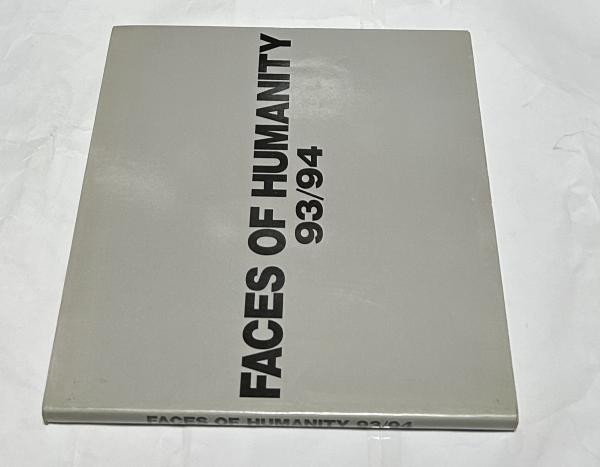 FACES OF HUMANITY
93/94
FACES OF HUMANITY 93/94